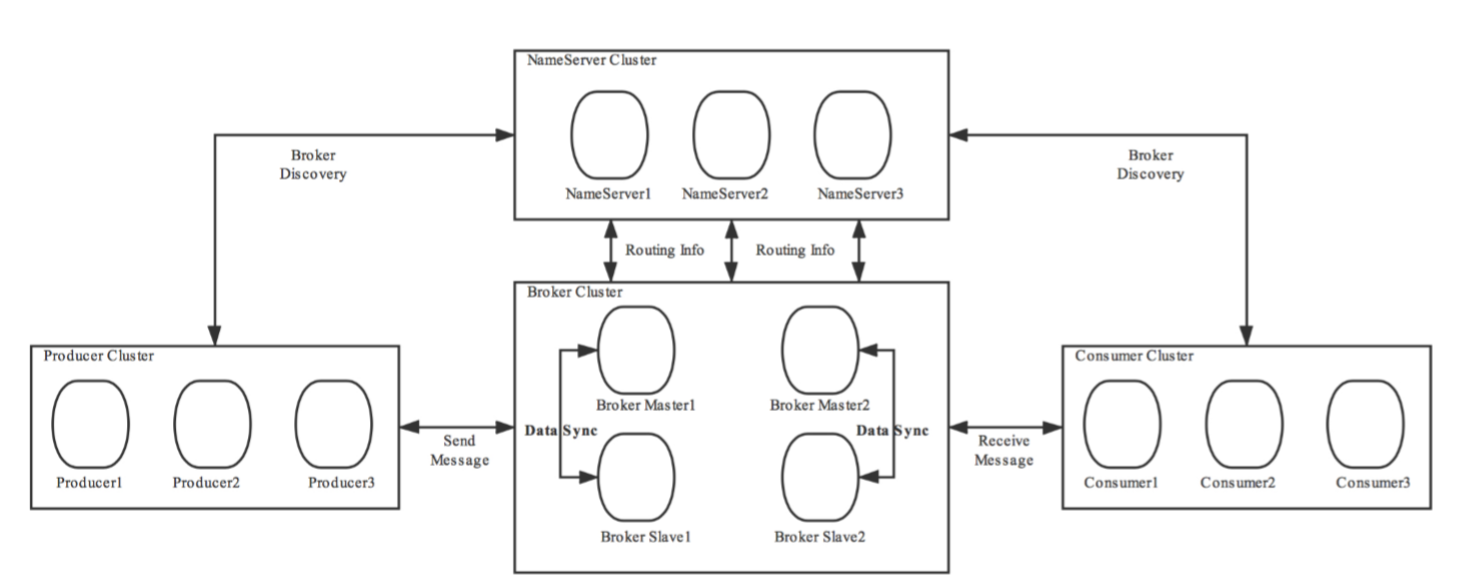 NameServer Cluster
NameServer1
NameServer2
NameServer3
Broker
Discovery
Broker
Discovery
Routing Info
Routing Info
Broker Cluster
Broker Master1
Broker Master2
Data Sync
Data Sync
Broker Slave1
Broker Slave2
Producer Cluster
Producer1
Producer2
Producer3
Send
Message
Receive
Message
Consumer Cluster
Consumer1
Consumer2
Consumer3